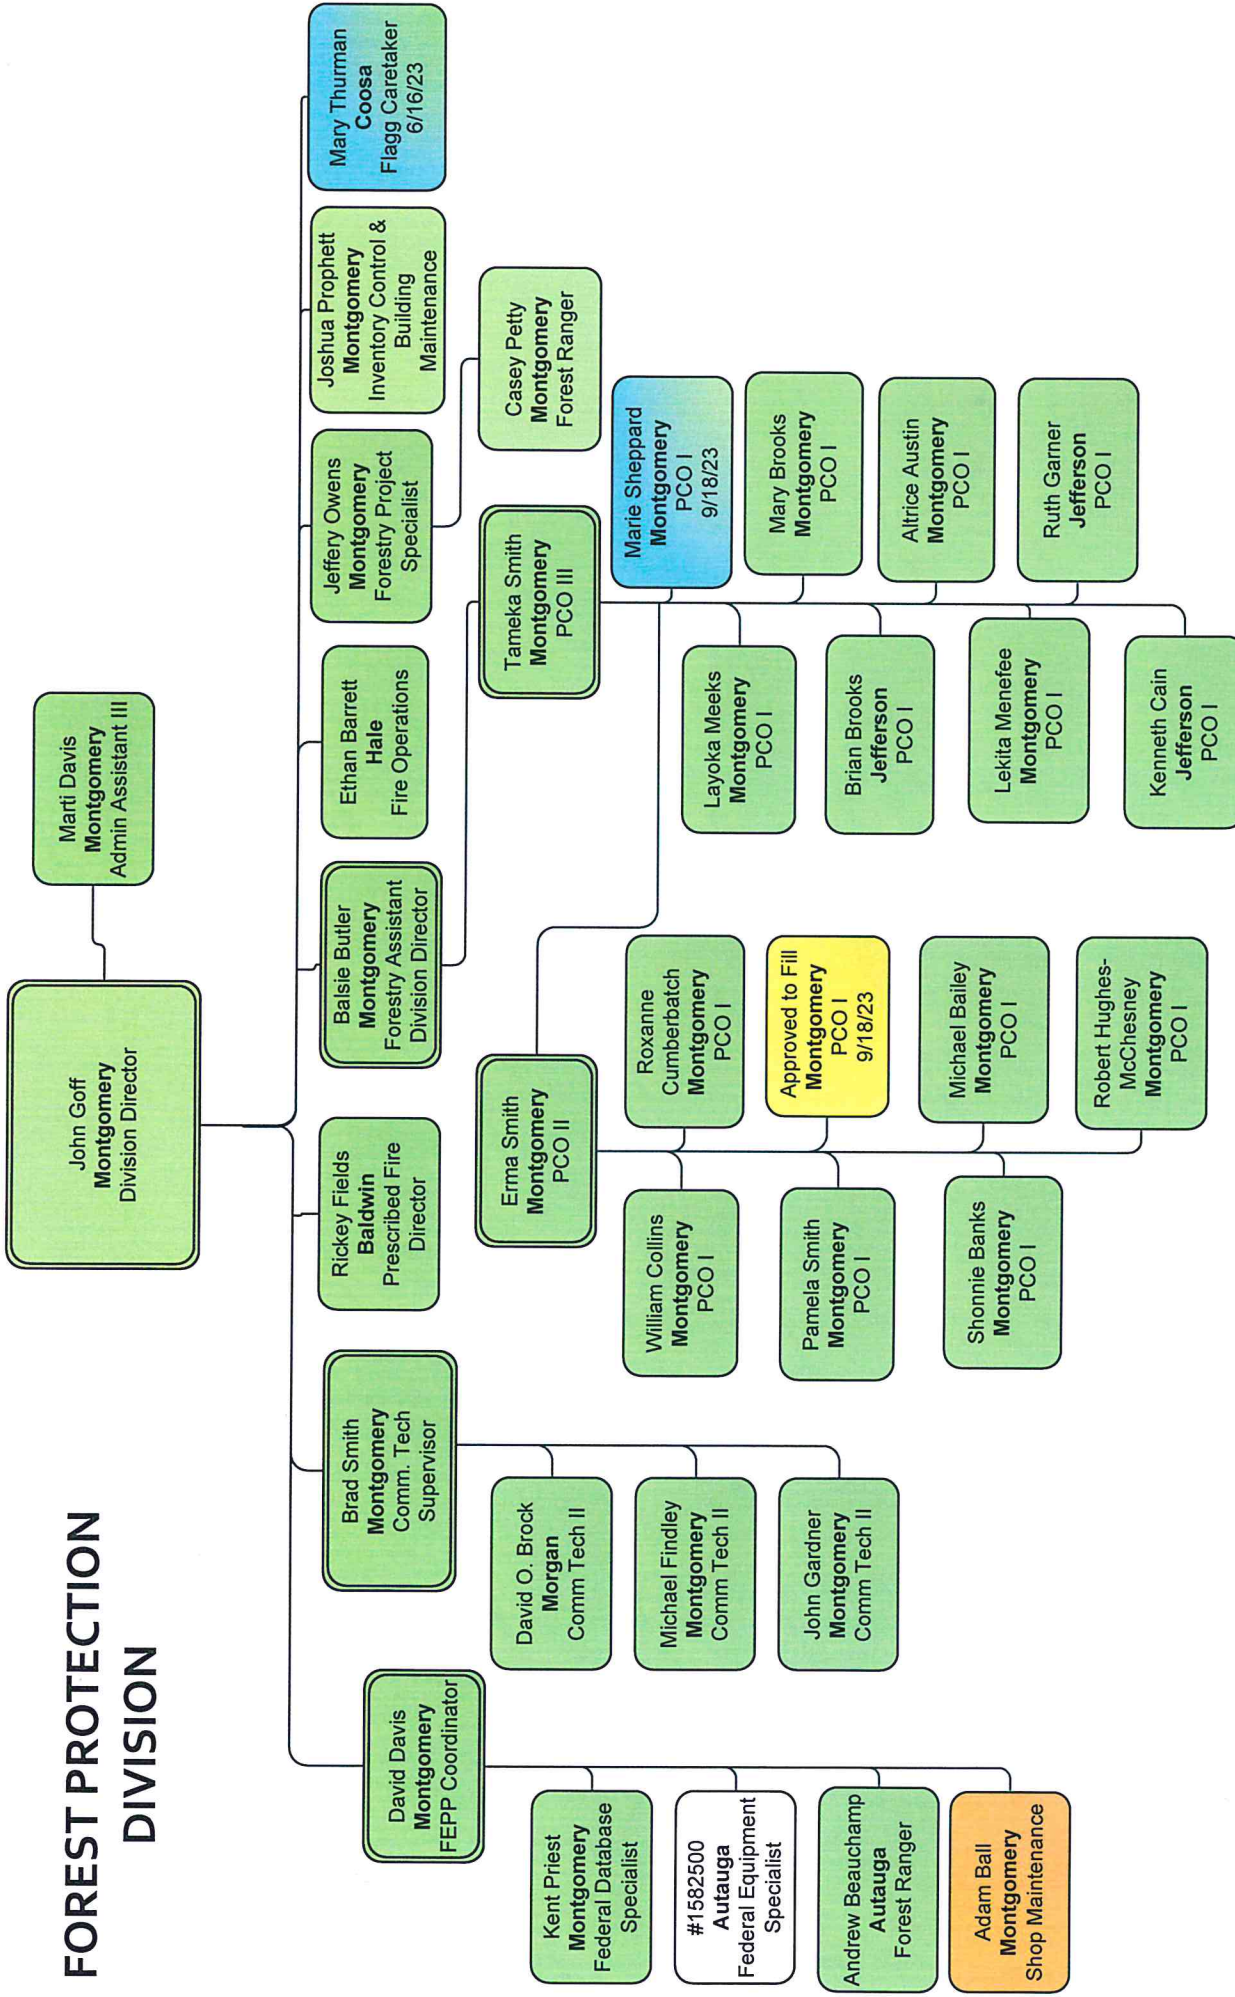 FOREST PROTECTION
DIVISION
John Goff
Montgomery
Division Director
Marti Davis
Montgomery
Admin Assistant III
David Davis
Montgomery
FEPP Coordinator
Brad Smith
Montgomery
Comm. Tech
Supervisor
Rickey Fields
Baldwin
Prescribed Fire
Director
Balsie Butler
Montgomery
Forestry Assistant
Division Director
Ethan Barrett
Hale
Fire Operations
Jeffery Owens
Montgomery
Forestry Project
Specialist
Joshua Prophett
Montgomery
Inventory Control &
Building
Maintenance
Mary Thurman
Coosa
Flagg Caretaker
6/16/23
Kent Priest
Montgomery
Federal Database
Specialist
#1582500
Autauga
Federal Equipment
Specialist
Andrew Beauchamp
Autauga
Forest Ranger
Adam Ball
Montgomery
Shop Maintenance
David O. Brock
Morgan
Comm Tech II
Michael Findley
Montgomery
Comm Tech II
John Gardner
Montgomery
Comm Tech II
Erma Smith
Montgomery
PCO II
Tameka Smith
Montgomery
PCO III
Casey Petty
Montgomery
Forest Ranger
William Collins
Montgomery
PCO I
Roxanne
Cumberbatch
Montgomery
PCO I
Pamela Smith
Montgomery
PCO I
Approved to Fill
Montgomery
PCO I
9/18/23
Shonnie Banks
Montgomery
PCO I
Michael Bailey
Montgomery
PCO I
Robert Hughes-
McChesney
Montgomery
PCO I
Marie Sheppard
Montgomery
PCO I
9/18/23
Layoka Meeks
Montgomery
PCO I
Mary Brooks
Montgomery
PCO I
Brian Brooks
Jefferson
PCO I
Altrice Austin
Montgomery
PCO I
Lekita Menefee
Montgomery
PCO I
Ruth Garner
Jefferson
PCO I
Kenneth Cain
Jefferson
PCO I